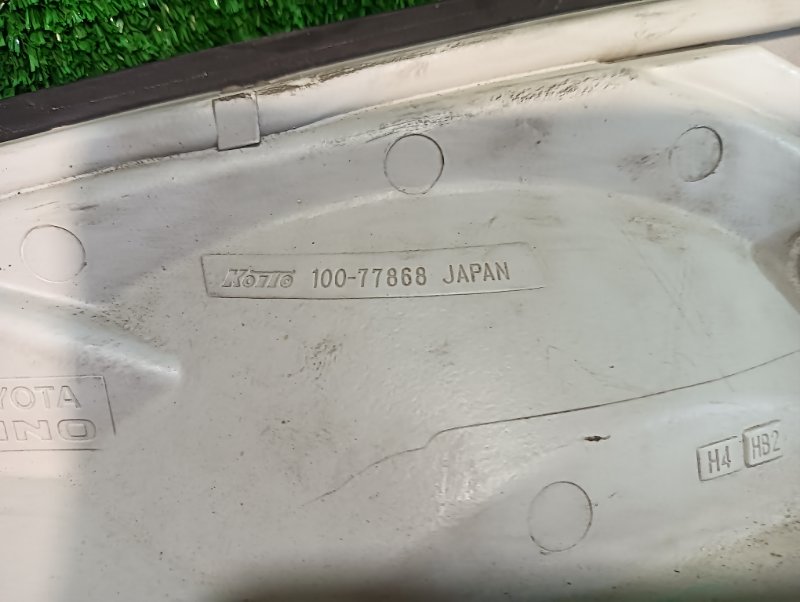 KOITO 100-77868 JAPAN
YOTA
INO
H4 HB2